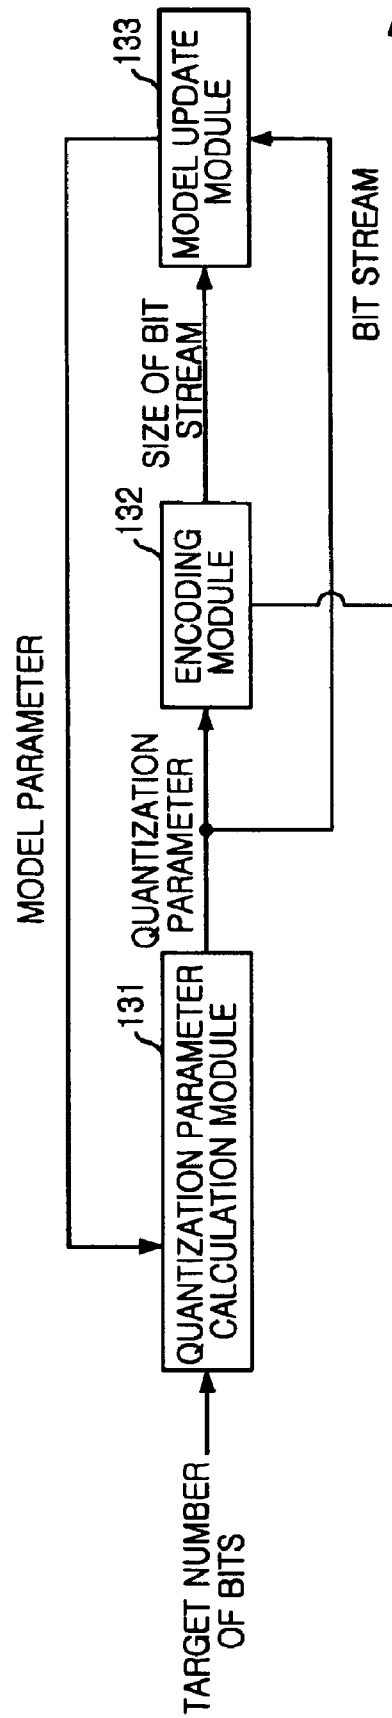 MODEL PARAMETER
TARGET NUMBER
OF BITS
131
QUANTIZATION PARAMETER
CALCULATION MODULE
QUANTIZATION
PARAMETER
132
ENCODING
MODULE
SIZE OF BIT
STREAM
133
MODEL UPDATE
MODULE
BIT STREAM